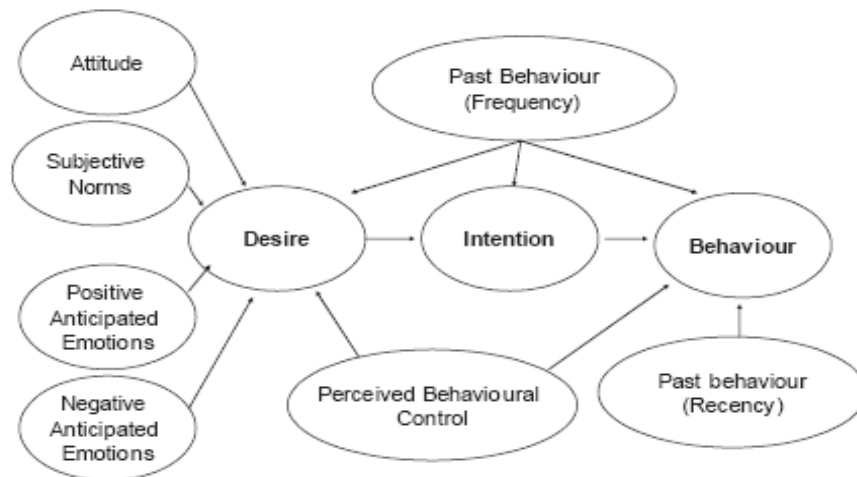 Attitude
Past Behaviour
(Frequency)
Subjective
Norms
Desire
Intention
Behaviour
Positive
Anticipated
Emotions
Perceived Behavioural
Control
Past behaviour
(Recency)
Negative
Anticipated
Emotions